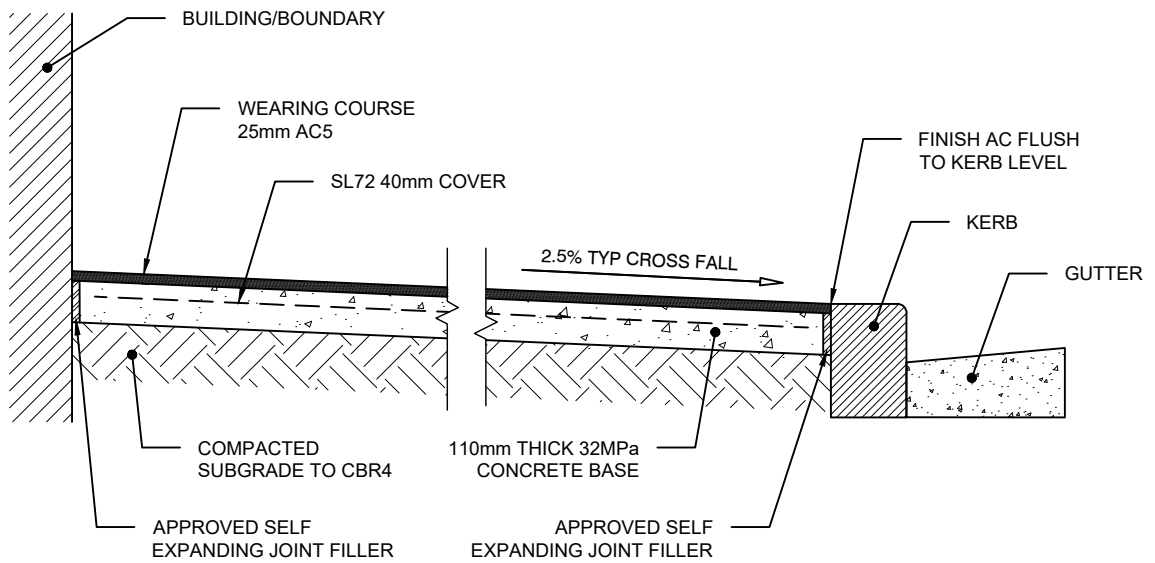 BUILDING/BOUNDARY
WEARING COURSE
25mm AC5
FINISH AC FLUSH
TO KERB LEVEL
SL72 40mm COVER
KERB
2.5% TYP CROSS FALL
GUTTER
COMPACTED
SUBGRADE TO CBR4
110mm THICK 32MPa
CONCRETE BASE
APPROVED SELF
EXPANDING JOINT FILLER
APPROVED SELF
EXPANDING JOINT FILLER